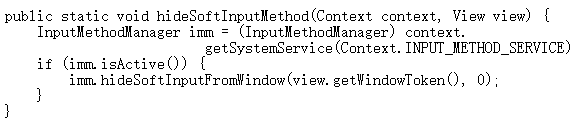 public static void hideSoftInputMethod(Context context, View view) {
    InputMethodManager imm = (InputMethodManager) context.
                             getSystemService(Context.INPUT_METHOD_SERVICE)
    if (imm.isActive()) {
        imm.hideSoftInputFromWindow(view.getWindowToken(), 0);
    }
}